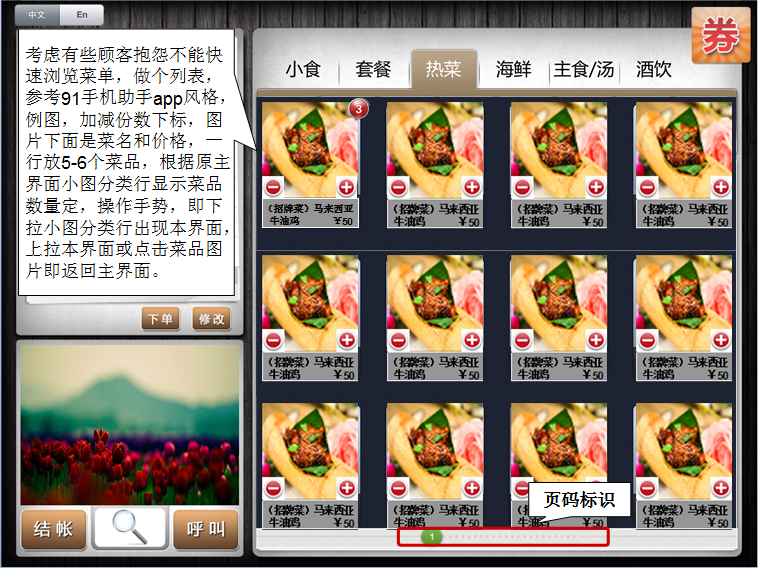 中文 En
券
考虑有些顾客抱怨不能快
速浏览菜单，做个列表，
参考91手机助手app风格，
例图，加减份数下标，图
片下面是菜名和价格，一
行放5-6个菜品，根据原主
界面小图分类行显示菜品
数量定，操作手势，即下
拉小图分类行出现本界面，
上拉本界面或点击菜品图
片即返回主界面。
下单 修改
结帐 呼叫
小食 套餐 热菜 海鲜 主食/汤 酒饮
3
（招牌菜）马来西亚
牛油鸡 ￥50
（招牌菜）马来西亚
牛油鸡 ￥50
（招牌菜）马来西亚
牛油鸡 ￥50
（招牌菜）马来西亚
牛油鸡 ￥50
（招牌菜）马来西亚
牛油鸡 ￥50
（招牌菜）马来西亚
牛油鸡 ￥50
（招牌菜）马来西亚
牛油鸡 ￥50
（招牌菜）马来西亚
牛油鸡 ￥50
（招牌菜）马来西亚
牛油鸡 ￥50
（招牌菜）马来西亚
牛油鸡 ￥50
（招牌菜）马来西亚
牛油鸡 ￥50
（招牌菜）马来西亚
牛油鸡 ￥50
页码标识
1